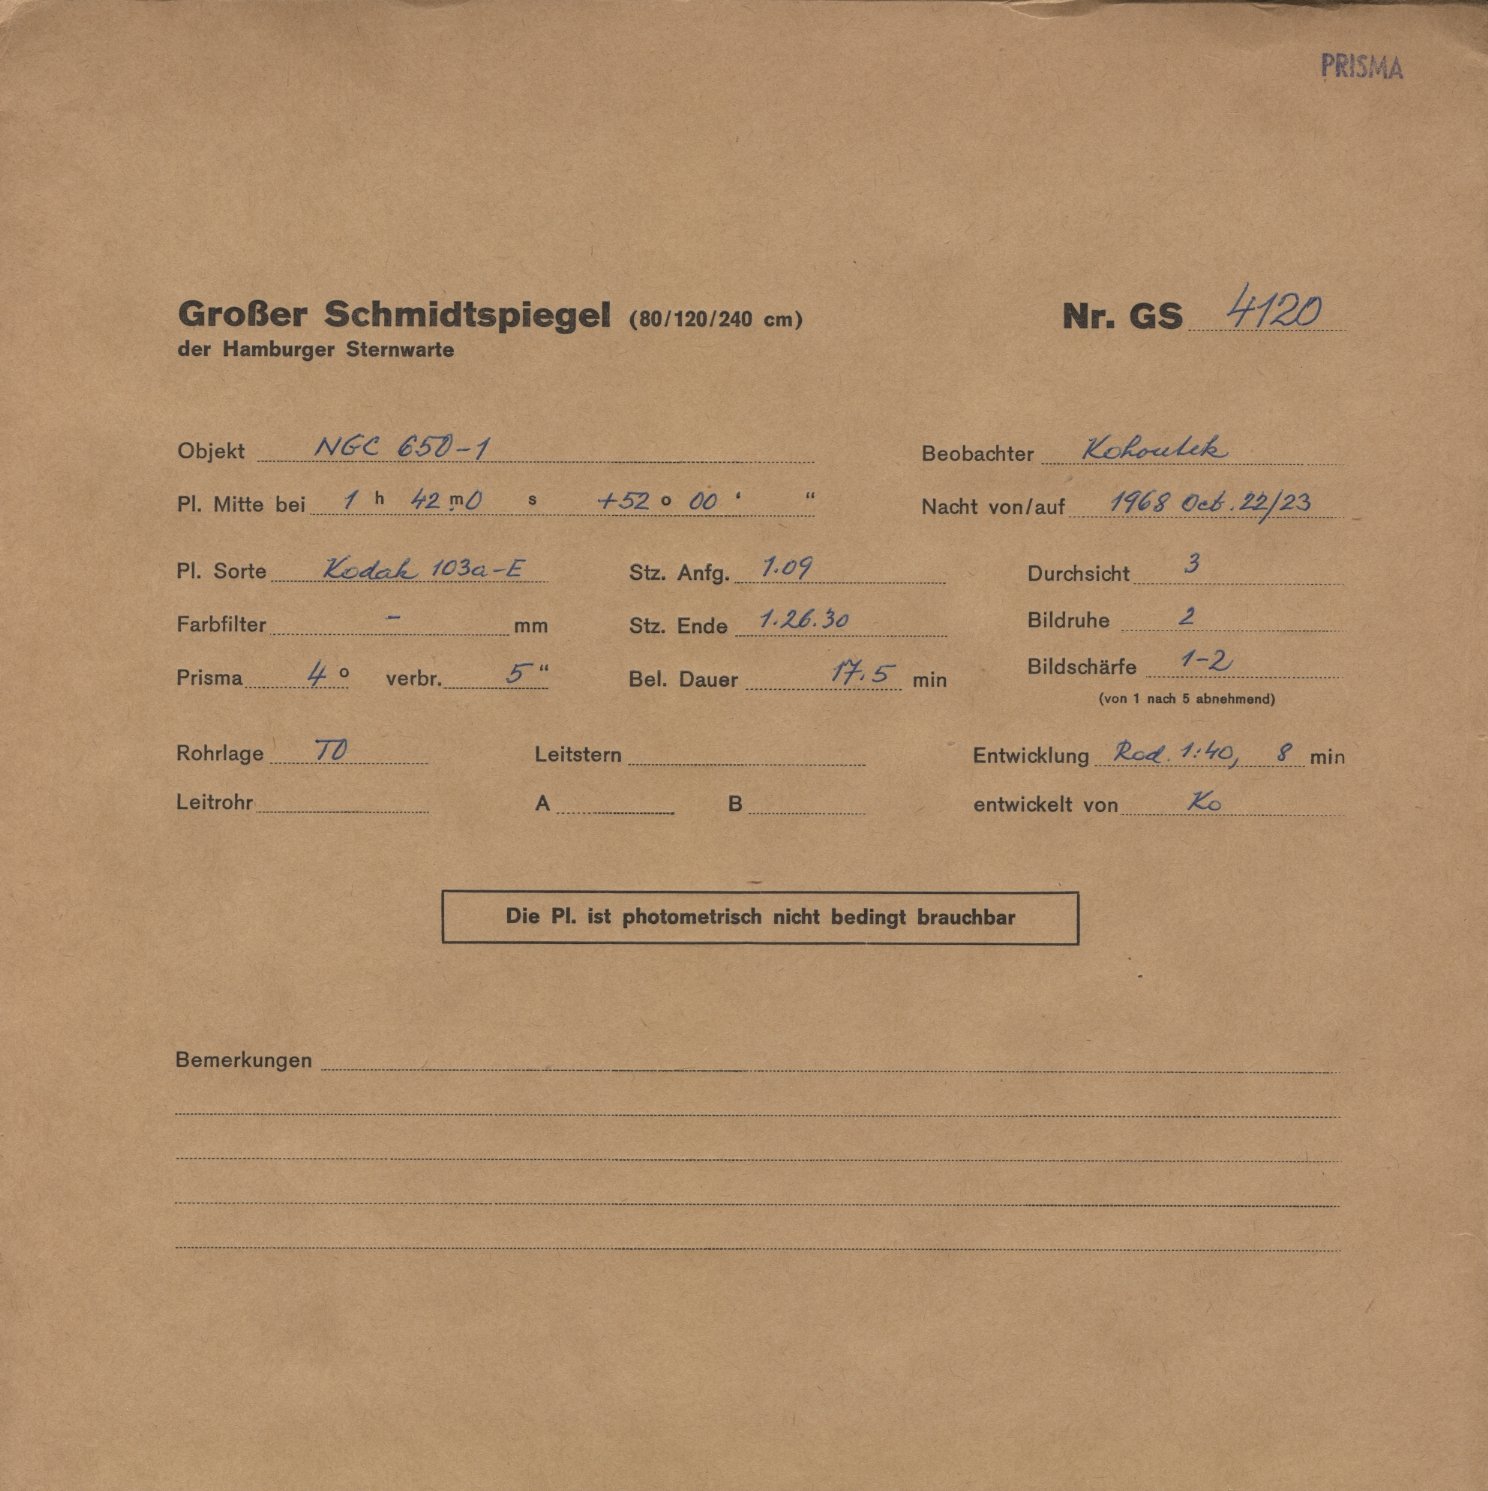 PRISMA
Großer Schmidtspiegel (80/120/240 cm) Nr. GS 4120
der Hamburger Sternwarte
Objekt NGC 650-1 Beobachter Kohoutek
Pl. Mitte bei 1 h 42 m.0 s +52 o 00 ‘ “ Nacht von/auf 1968 Oct. 22/23
Pl. Sorte Kodak 103a-E Stz. Anfg. 1.09 Durchsicht 3
Farbfilter - mm Stz. Ende 1.26.30 Bildruhe 2
Prisma 4 o verbr. 5 “ Bel. Dauer 17.5 min Bildschärfe 1-2
(von 1 nach 5 abnehmend)
Rohrlage TO Leitstern Entwicklung Rod. 1:40, 8 min
Leitrohr A B entwickelt von Ko
Die Pl. ist photometrisch nicht bedingt brauchbar
Bemerkungen